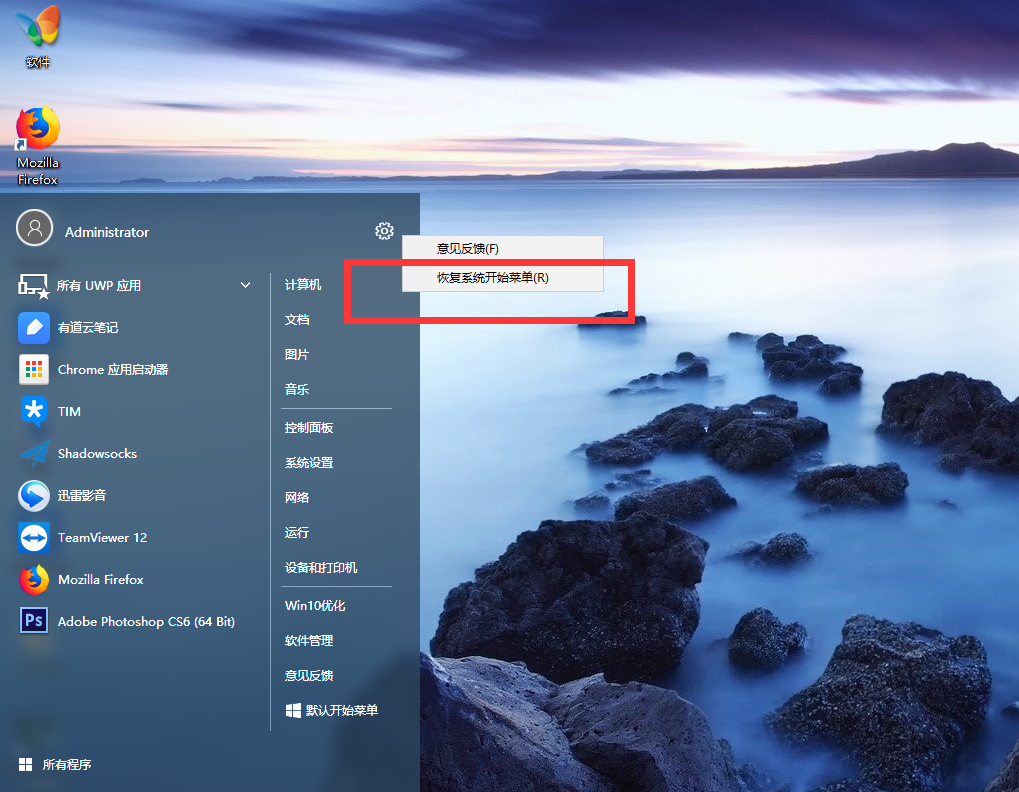 软件
Mozilla
Firefox
Administrator
意见反馈(F)
恢复系统开始菜单(R)
所有 UWP 应用
有道云笔记
Chrome 应用启动器
TIM
Shadowsocks
迅雷影音
TeamViewer 12
Mozilla Firefox
Ps
Adobe Photoshop CS6 (64 Bit)
所有程序
计算机
文档
图片
音乐
控制面板
系统设置
网络
运行
设备和打印机
Win10优化
软件管理
意见反馈
默认开始菜单